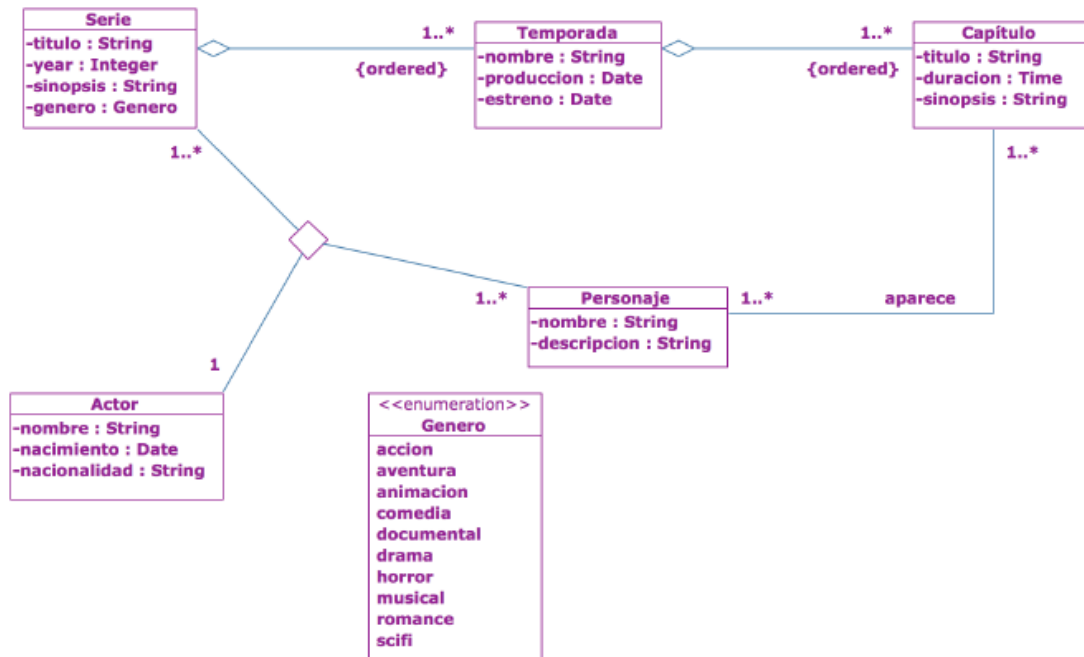 Serie
-titulo : String
-year : Integer
-sinopsis : String
-genero : Genero
1..*
{ordered}
Temporada
-nombre : String
-produccion : Date
-estreno : Date
1..*
{ordered}
Capítulo
-titulo : String
-duracion : Time
-sinopsis : String
1..*
1..*
1..*
Personaje
-nombre : String
-descripcion : String
1..*
aparece
1
Actor
-nombre : String
-nacimiento : Date
-nacionalidad : String
<<enumeration>>
Genero
accion
aventura
animacion
comedia
documental
drama
horror
musical
romance
scifi